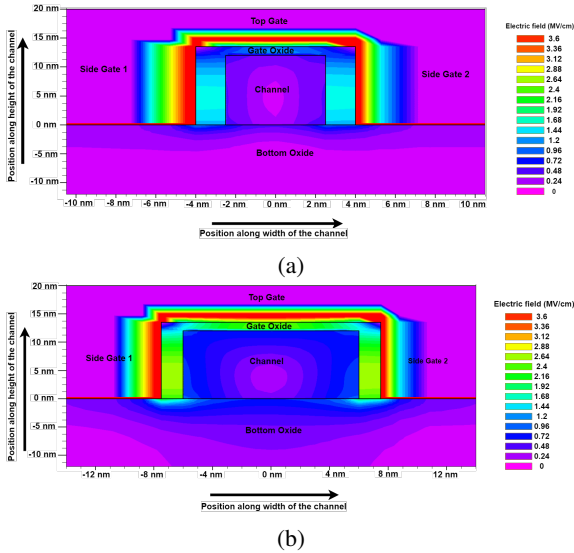 20 nm
Top Gate
Electric field (MV/cm)
15 nm
Side Gate 1
Gate Oxide
Side Gate 2
10 nm
Channel
5 nm
0 nm
-5 nm
Bottom Oxide
-10 nm
Position along height of the channel
3.6
3.36
3.12
2.88
2.64
2.4
2.16
1.92
1.68
1.44
1.2
0.96
0.72
0.48
0.24
0
-10 nm -8 nm -6 nm -4 nm -2 nm 0 nm 2 nm 4 nm 6 nm 8 nm 10 nm
Position along width of the channel
(a)
20 nm
Top Gate
Electric field (MV/cm)
15 nm
Gate Oxide
10 nm
Side Gate 1
Channel
Side Gate 2
5 nm
0 nm
-5 nm
Bottom Oxide
-10 nm
Position along height of the channel
3.6
3.36
3.12
2.88
2.64
2.4
2.16
1.92
1.68
1.44
1.2
0.96
0.72
0.48
0.24
0
-12 nm -8 nm -4 nm 0 nm 4 nm 8 nm 12 nm
Position along width of the channel
(b)